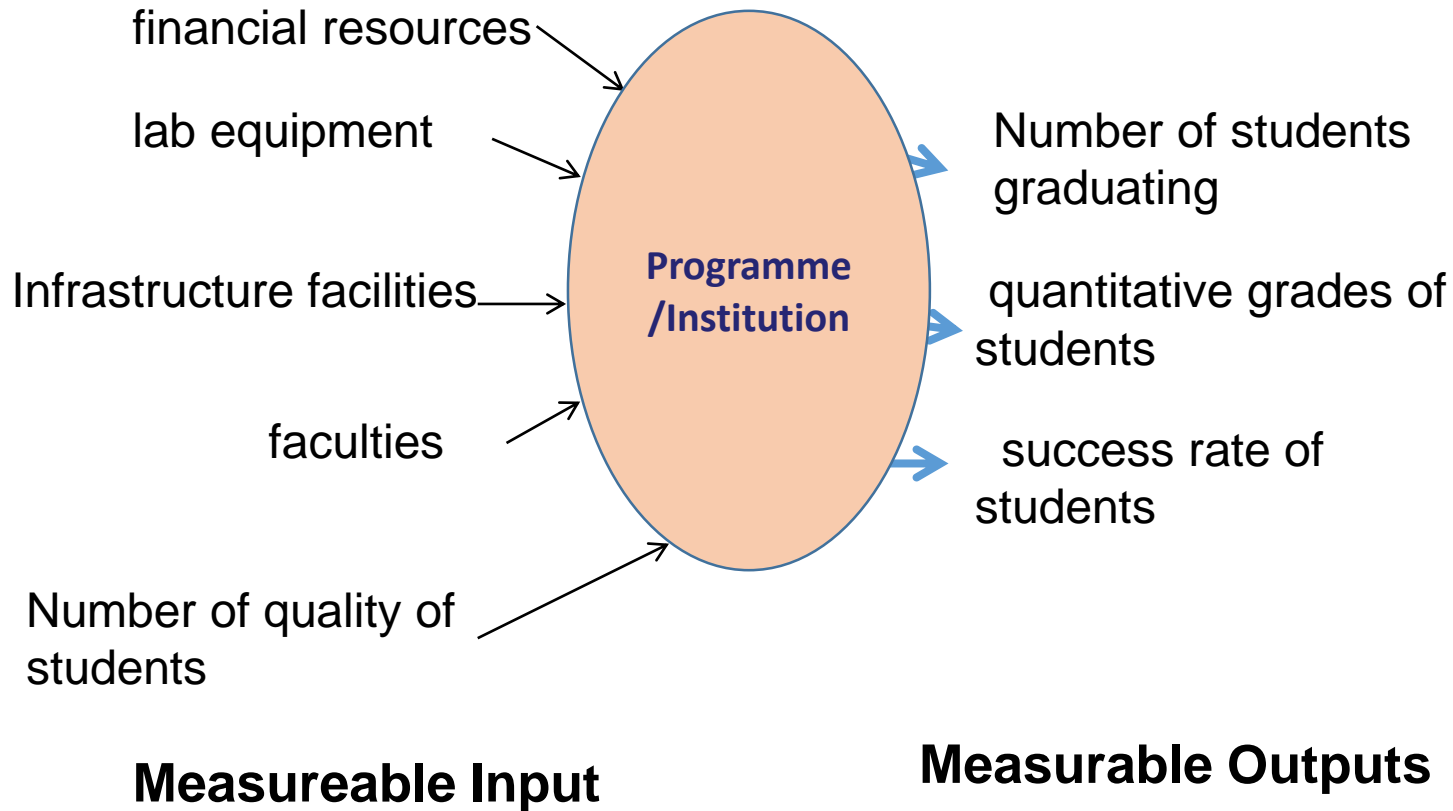 financial resources
lab equipment
Infrastructure facilities
faculties
Number of quality of
students
Programme
/Institution
Number of students
graduating
quantitative grades of
students
success rate of
students
Measureable Input
Measurable Outputs